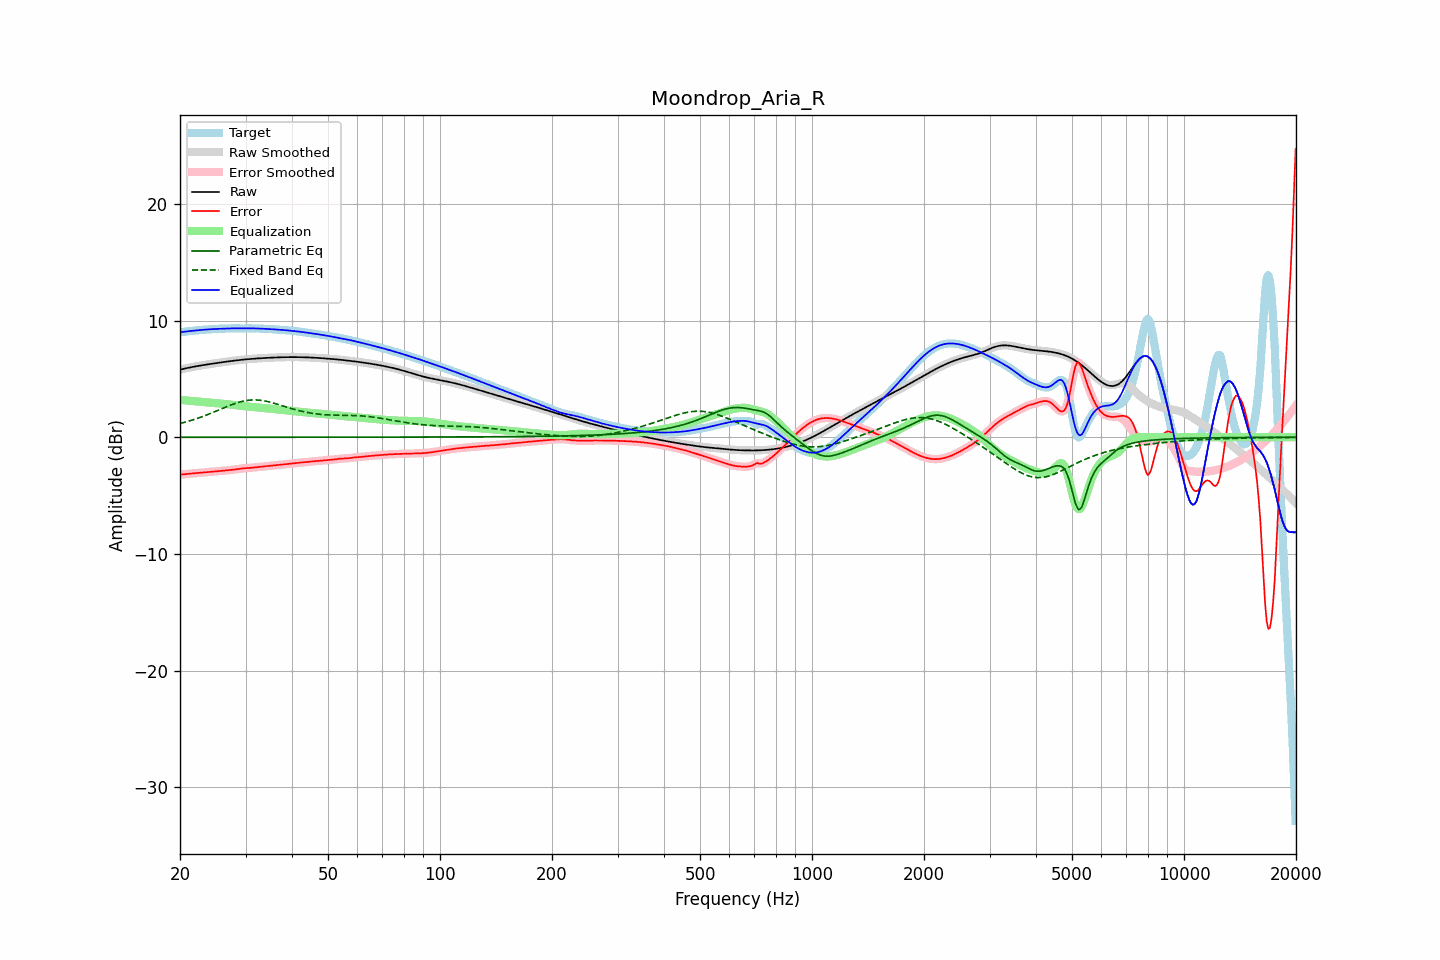 Moondrop_Aria_R
Target
Raw Smoothed
Error Smoothed
Raw
Error
Equalization
Parametric Eq
Fixed Band Eq
Equalized
Amplitude (dBr)
20
10
0
−10
−20
−30
20 50 100 200 500 1000 2000 5000 10000 20000
Frequency (Hz)